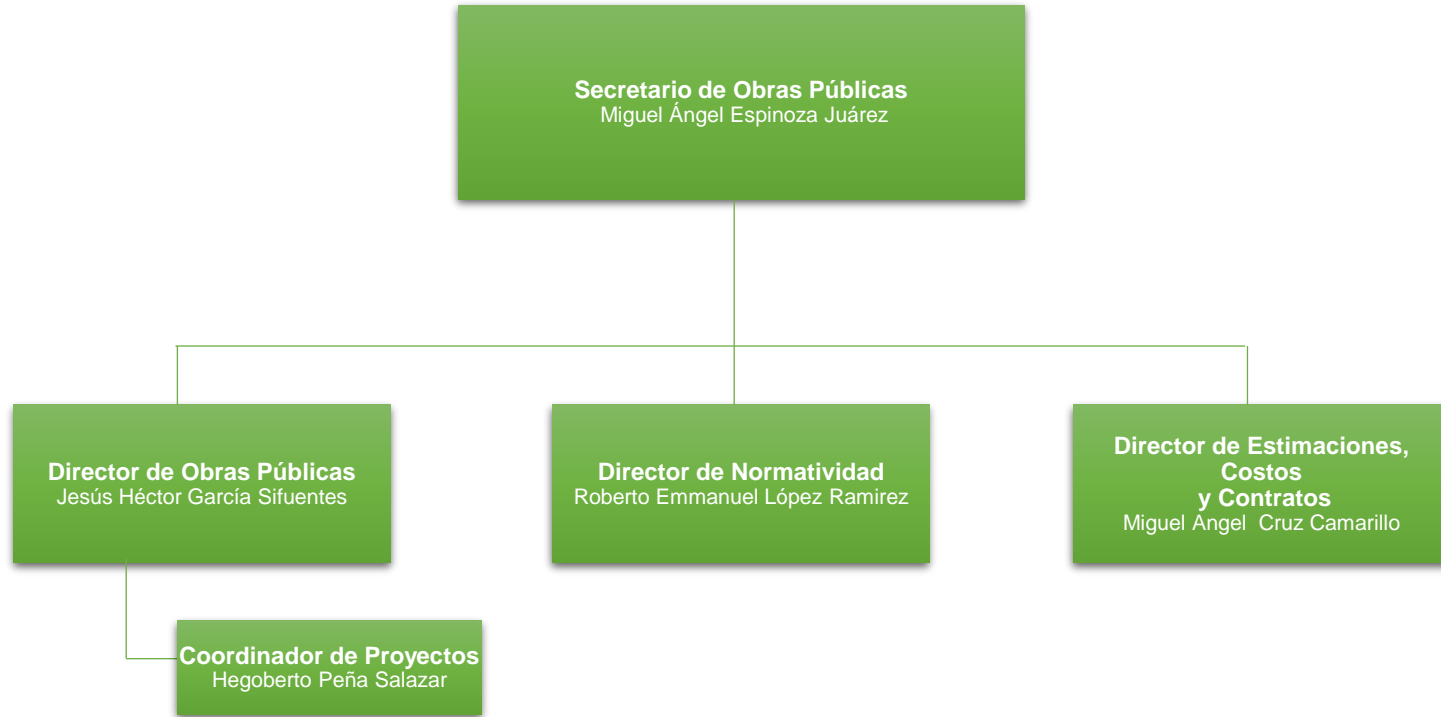 Secretario de Obras Públicas
Miguel Ángel Espinoza Juárez
Director de Obras Públicas
Jesús Héctor García Sifuentes
Director de Normatividad
Roberto Emmanuel López Ramirez
Director de Estimaciones,
Costos
y Contratos
Miguel Angel  Cruz Camarillo
Coordinador de Proyectos
Hegoberto Peña Salazar